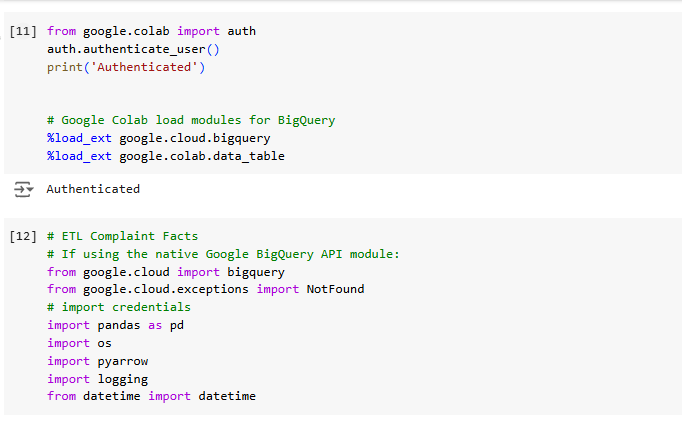 [11] from google.colab import auth
auth.authenticate_user()
print('Authenticated')
# Google Colab load modules for BigQuery
%load_ext google.cloud.bigquery
%load_ext google.colab.data_table
Authenticated
[12] # ETL Complaint Facts
# If using the native Google BigQuery API module:
from google.cloud import bigquery
from google.cloud.exceptions import NotFound
# import credentials
import pandas as pd
import os
import pyarrow
import logging
from datetime import datetime